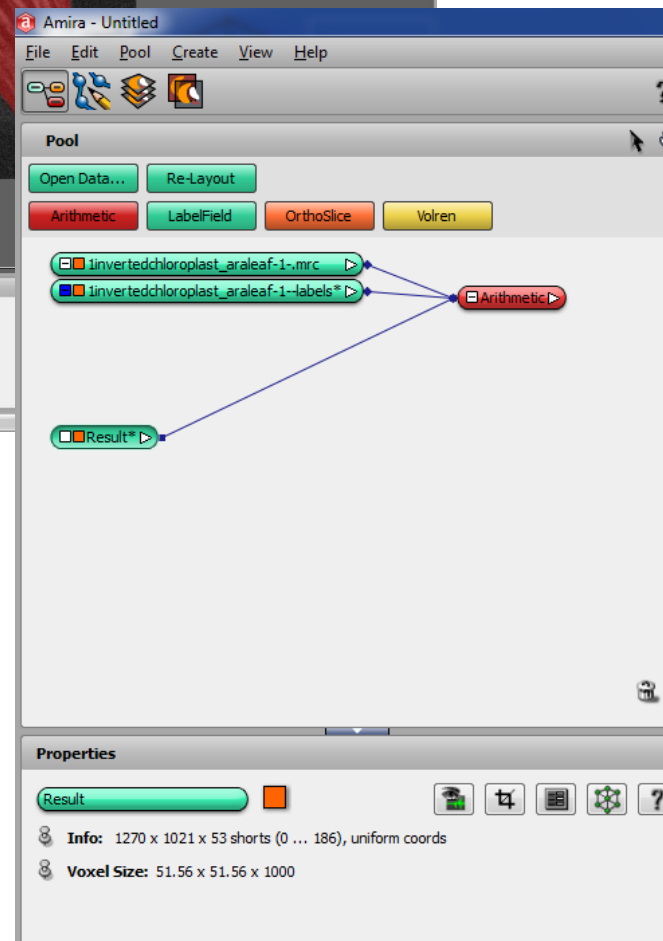 Amira - Untitled
File Edit Pool Create View Help
?
Pool
Open Data... Re-Layout
Arithmetic LabelField OrthoSlice Volren
1invertedchloroplast_araleaf-1-.mrc
1invertedchloroplast_araleaf-1--labels*
Arithmetic
Result*
Properties
Result
?
Info: 1270 x 1021 x 53 shorts (0 ... 186), uniform coords
Voxel Size: 51.56 x 51.56 x 1000